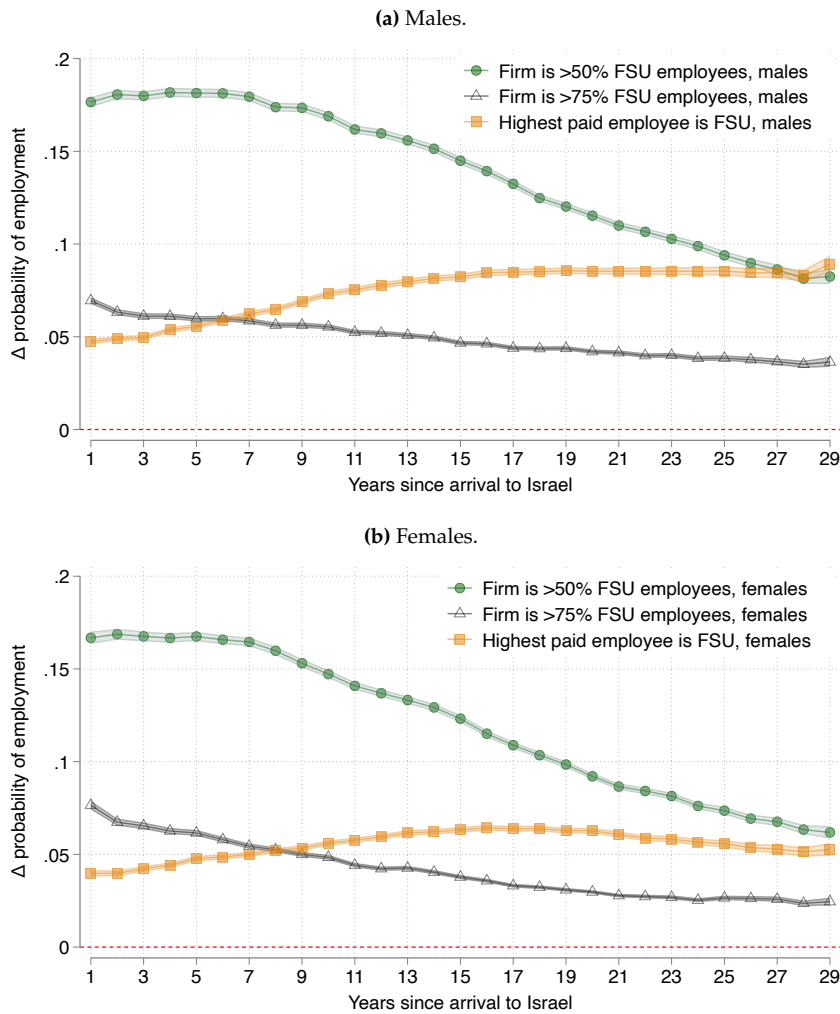 (a) Males.
.2
.15
.1
.05
0
Δ probability of employment
Firm is >50% FSU employees, males
Firm is >75% FSU employees, males
Highest paid employee is FSU, males
1 3 5 7 9 11 13 15 17 19 21 23 25 27 29
Years since arrival to Israel
(b) Females.
.2
.15
.1
.05
0
Δ probability of employment
Firm is >50% FSU employees, females
Firm is >75% FSU employees, females
Highest paid employee is FSU, females
1 3 5 7 9 11 13 15 17 19 21 23 25 27 29
Years since arrival to Israel